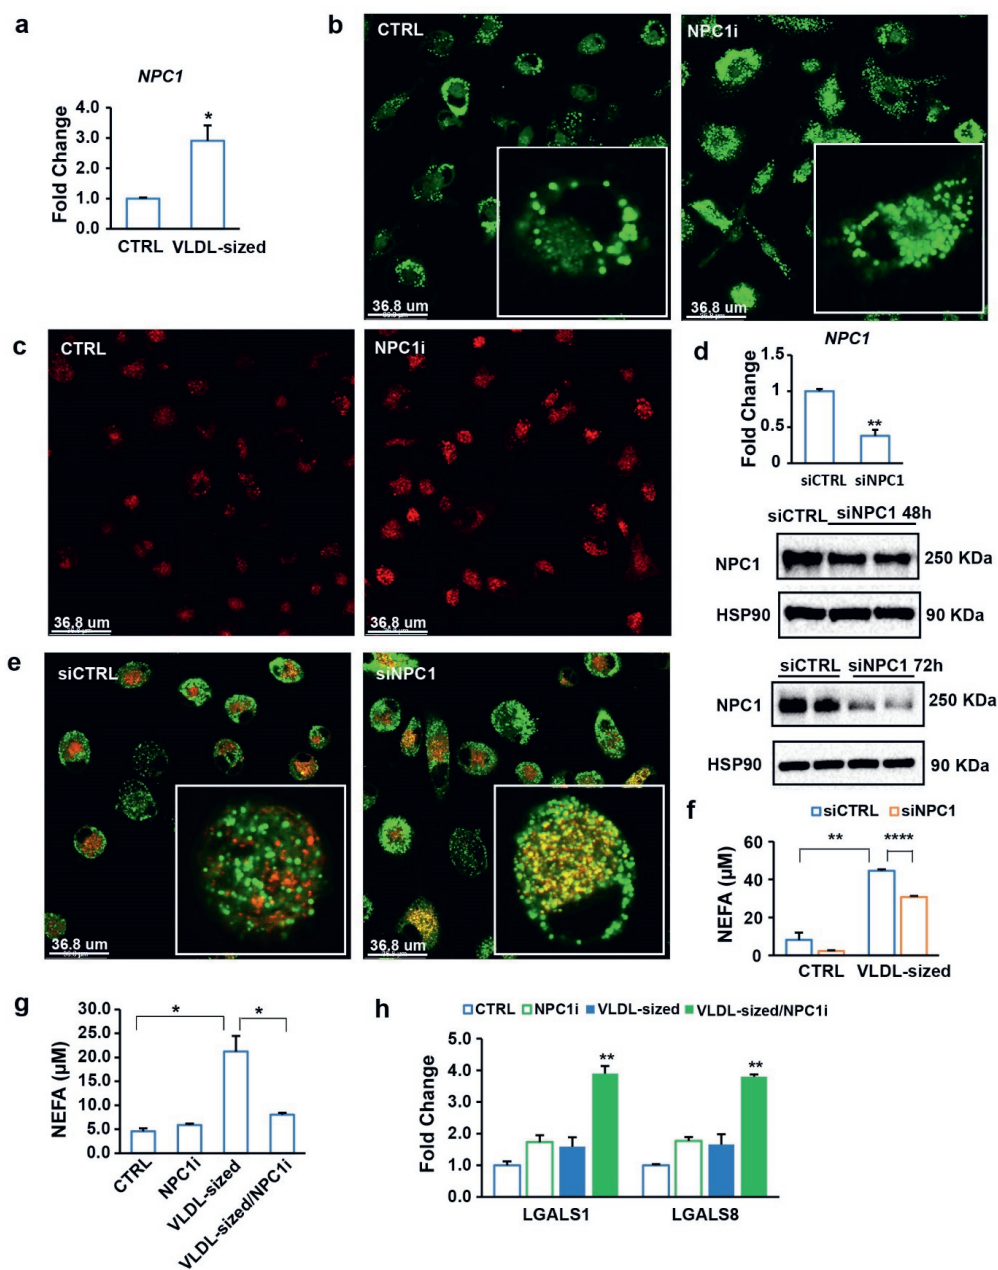 a
NPC1
Fold Change
4.0
3.0
2.0
1.0
0.0
*
CTRL VLDL-sized
b
CTRL
36.8 um
NPC1i
36.8 um
c
CTRL
36.8 um
NPC1i
36.8 um
d
NPC1
Fold Change
1.5
1
0.5
0
**
siCTRL siNPC1
siCTRL siNPC1 48h
NPC1 250 KDa
HSP90 90 KDa
siCTRL siNPC1 72h
NPC1 250 KDa
HSP90 90 KDa
e
siCTRL
36.8 um
siNPC1
36.8 um
f
siCTRL siNPC1
NEFA (µM)
60
40
20
0
** ****
CTRL VLDL-sized
g
NEFA (µM)
30.0
25.0
20.0
15.0
10.0
5.0
0.0
* *
CTRL
NPC1i
VLDL-sized
VLDL-sized/NPC1i
h
CTRL NPC1i VLDL-sized VLDL-sized/NPC1i
Fold Change
5.0
4.0
3.0
2.0
1.0
0.0
** **
LGALS1 LGALS8